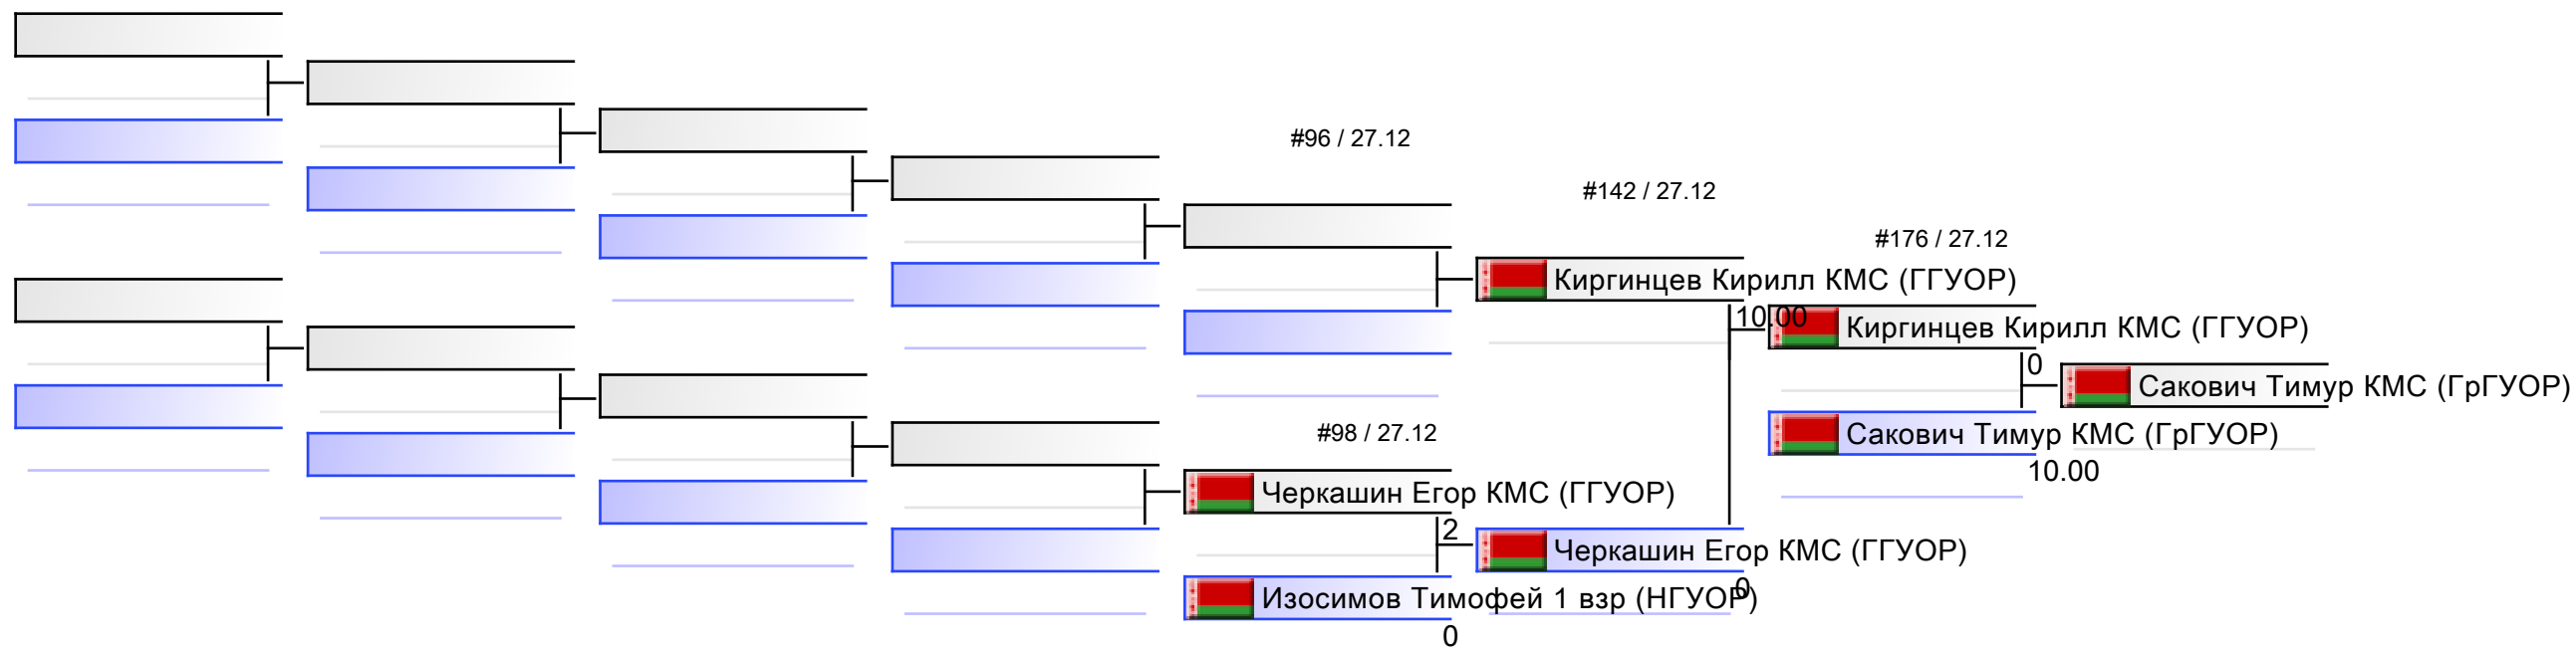 #96 / 27.12
#142 / 27.12
#176 / 27.12
Киргинцев Кирилл КМС (ГГУОР)
10.00
Киргинцев Кирилл КМС (ГГУОР)
0
Сакович Тимур КМС (ГрГУОР)
Сакович Тимур КМС (ГрГУОР)
10.00
#98 / 27.12
Черкашин Егор КМС (ГГУОР)
2
Черкашин Егор КМС (ГГУОР)
0
Изосимов Тимофей 1 взр (НГУОР)
0